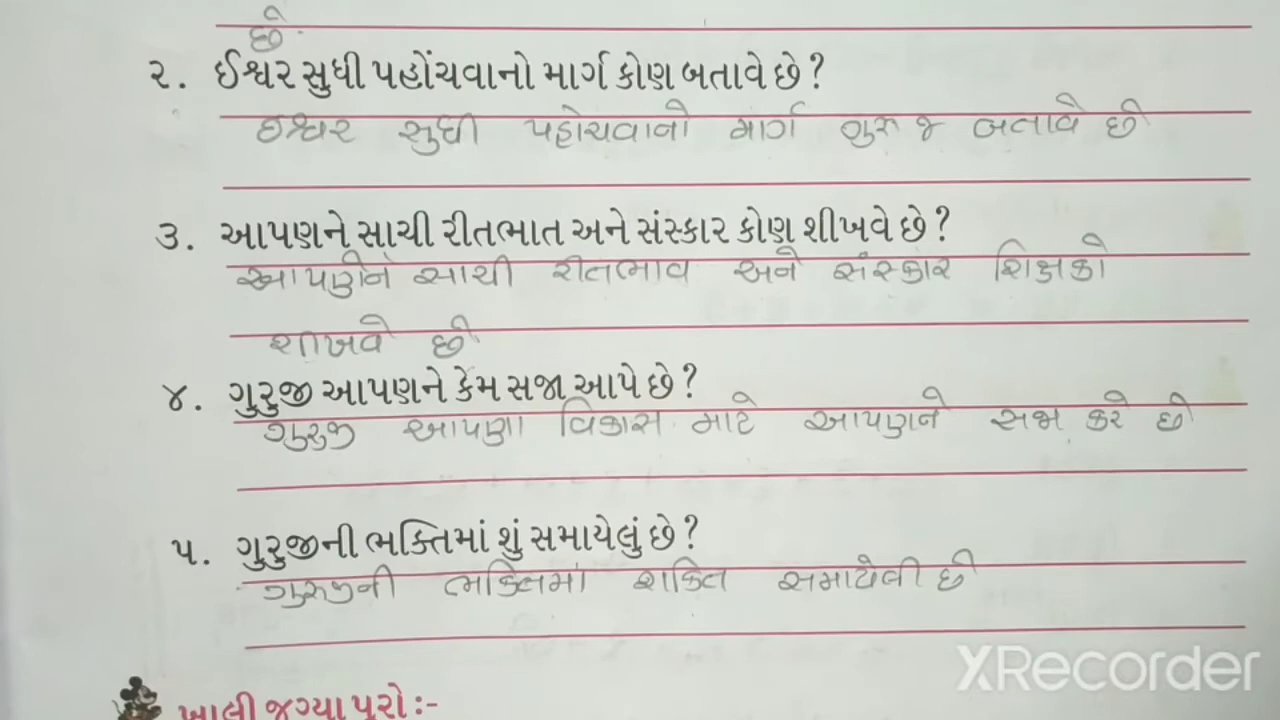 છે.
૨. ઈશ્વર સુધી પહોંચવાનો માર્ગ કોણ બતાવે છે ?
ઇશ્વર સુધી પહોચવાનો માર્ગ ગુરુ જ બતાવે છે
૩. આપણને સાચી રીતભાત અને સંસ્કાર કોણ શીખવે છે ?
આપણેને સાચી રીતભાવ અને સંસ્કાર શિક્ષકો
શીખવે છે
૪. ગુરુજી આપણને કેમ સજા આપે છે ?
ગુરુજી આપણા વિકાસ માટે આપણને સજા કરે છે
૫. ગુરુજીની ભક્તિમાં શું સમાયેલું છે ?
ગુરુજીની ભક્તિમાં શક્તિ સમાયેલી છે
ખાલી જગ્યા પૂરો :-
XRecorder